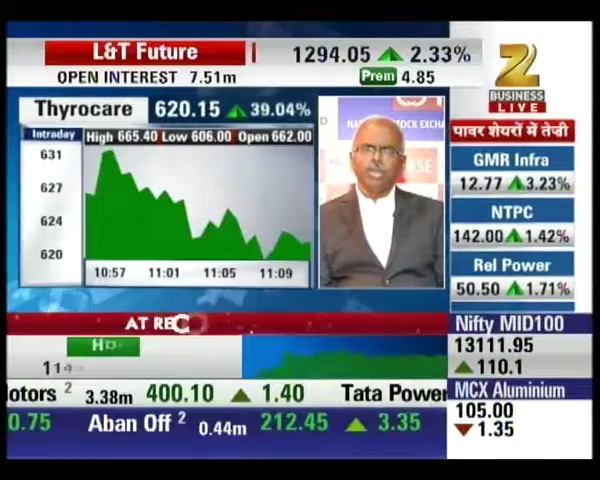 L&T Future 1294.05 2.33%
OPEN INTEREST 7.51m Prem 4.85
Z
BUSINESS
LIVE
Thyrocare 620.15 39.04%
Intraday High 665.40 Low 606.00 Open 662.00
631
627
624
620
10:57 11:01 11:05 11:09
STOCK EXCHA
पावर शेयरों में तेजी
GMR Infra
12.77 3.23%
NTPC
142.00 1.42%
Rel Power
50.50 1.71%
AT REC
Nifty MID100
13111.95
110.1
otors 2 3.38m 400.10 1.40 Tata Power
MCX Aluminium
105.00
1.35
0.75 Aban Off 2 0.44m 212.45 3.35